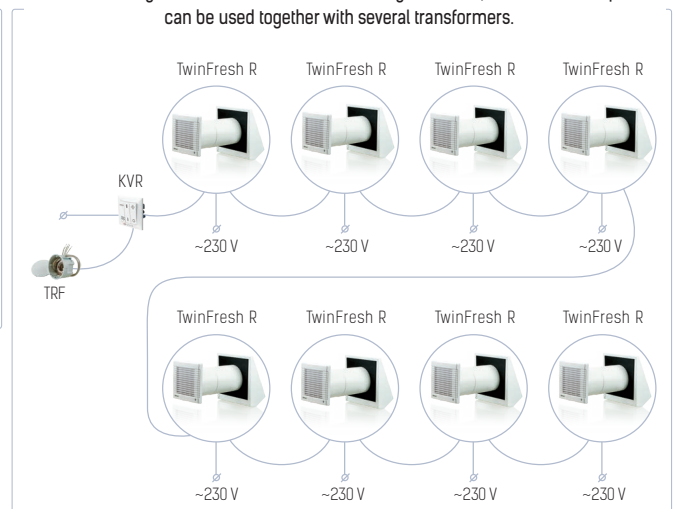 can be used together with several transformers.
TwinFresh R TwinFresh R TwinFresh R TwinFresh R
KVR
~230 V ~230 V ~230 V ~230 V
TRF
TwinFresh R TwinFresh R TwinFresh R TwinFresh R
~230 V ~230 V ~230 V ~230 V